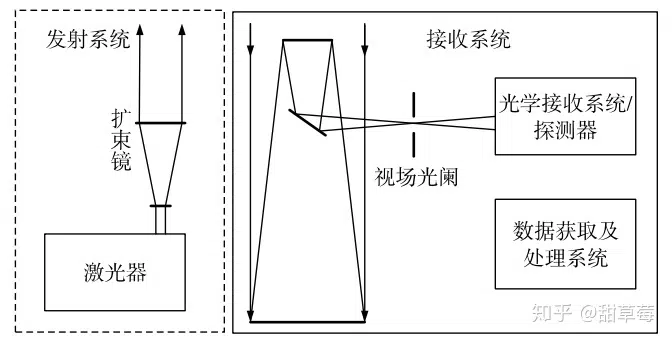 发射系统
接收系统
扩束镜
光学接收系统/
探测器
视场光阑
激光器
数据获取及
处理系统
知乎 @甜草莓